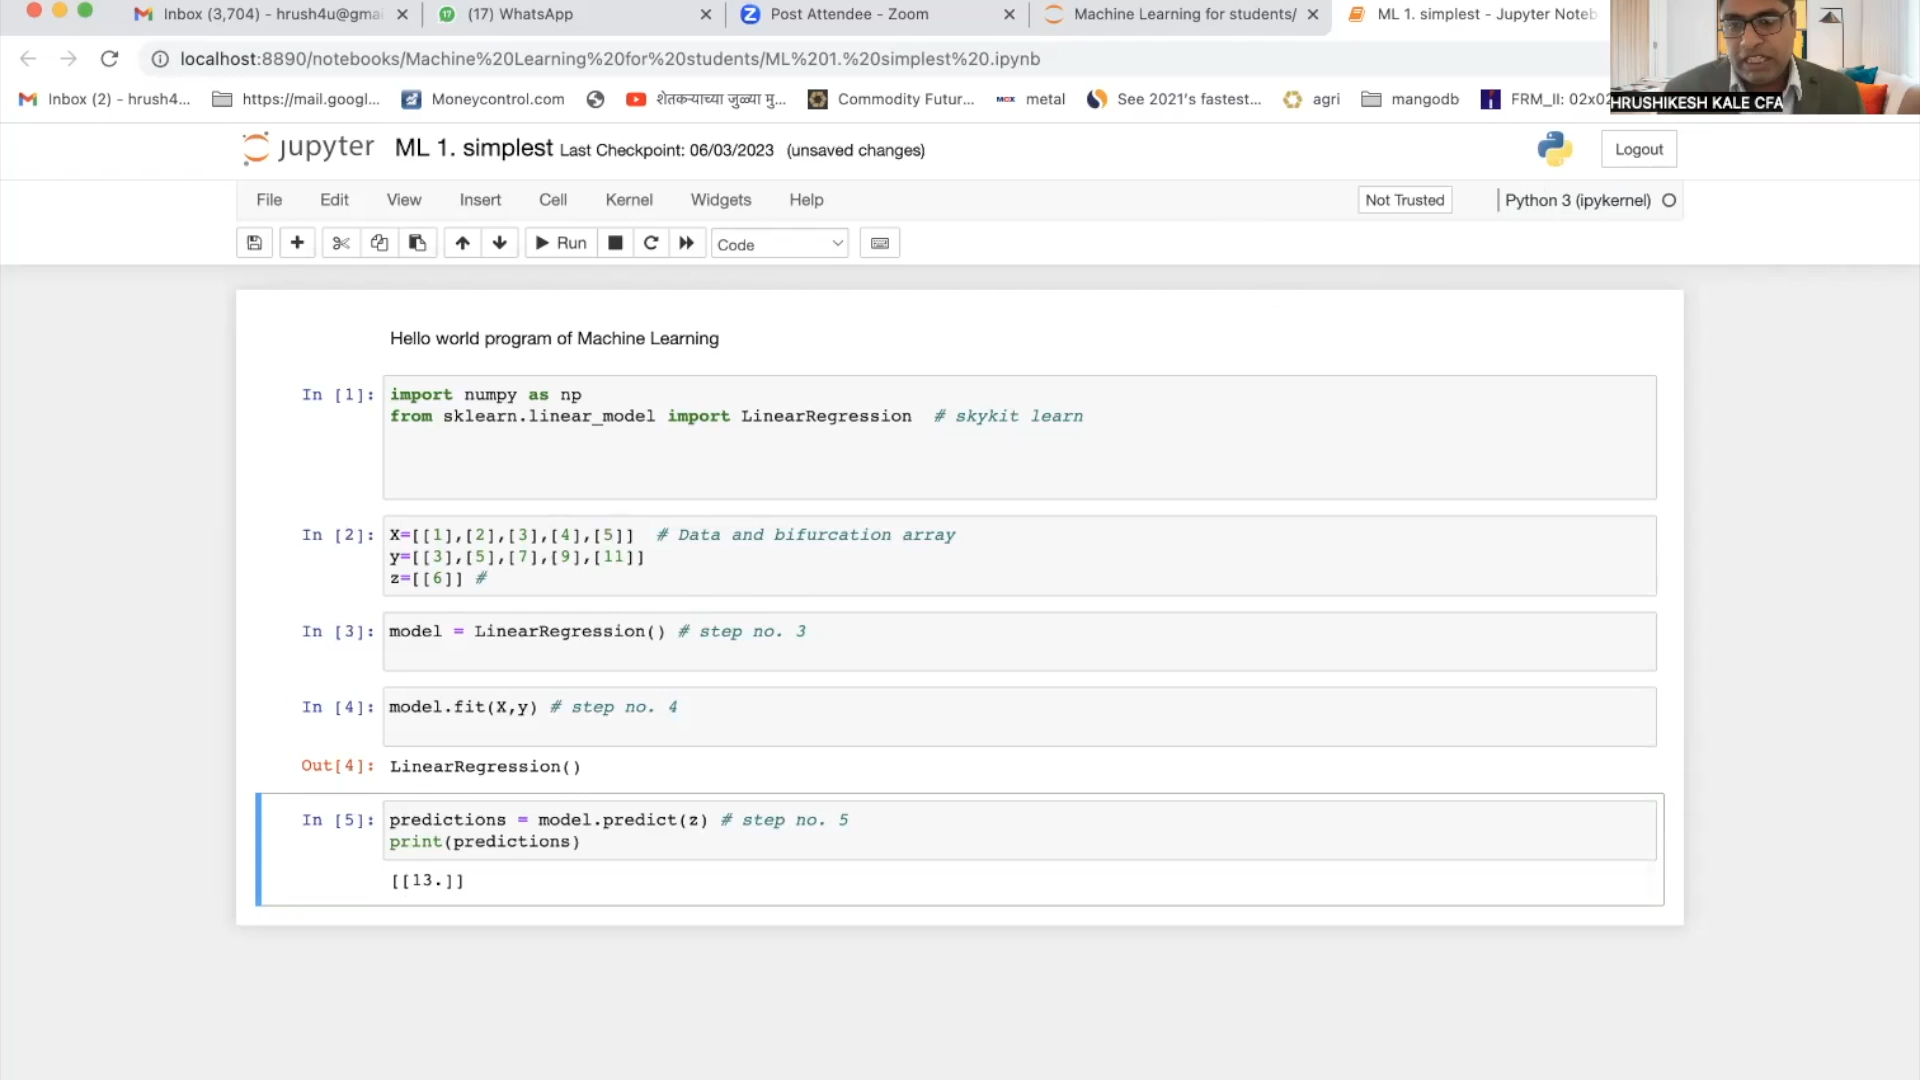 Inbox (3,704) - hrush4u@gmai
(17) WhatsApp
Post Attendee - Zoom
Machine Learning for students/
ML 1. simplest - Jupyter Noteb
localhost:8890/notebooks/Machine%20Learning%20for%20students/ML%201.%20simplest%20.ipynb
Inbox (2) - hrush4...
https://mail.googl...
Moneycontrol.com
शेतकऱ्याच्या जुळ्या मु...
Commodity Futur...
metal
See 2021's fastest...
agri
mangodb
FRM_II: 02x02
HRUSHIKESH KALE CFA
jupyter
ML 1. simplest Last Checkpoint: 06/03/2023 (unsaved changes)
Logout
File Edit View Insert Cell Kernel Widgets Help
Not Trusted
Python 3 (ipykernel)
Run
Code
Hello world program of Machine Learning
In [1]: import numpy as np
from sklearn.linear_model import LinearRegression # skykit learn
In [2]: X=[[1],[2],[3],[4],[5]] # Data and bifurcation array
y=[[3],[5],[7],[9],[11]]
z=[[6]] #
In [3]: model = LinearRegression() # step no. 3
In [4]: model.fit(X,y) # step no. 4
Out[4]: LinearRegression()
In [5]: predictions = model.predict(z) # step no. 5
print(predictions)
[[13.]]